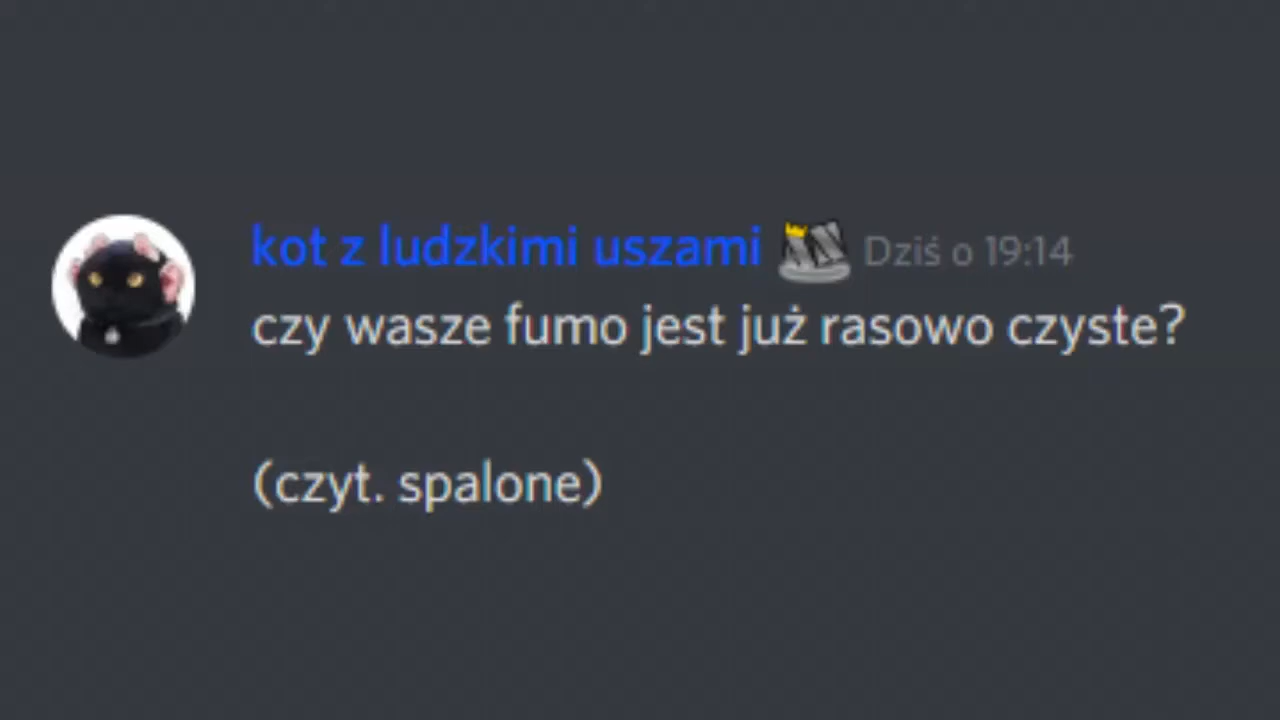 kot z ludzkimi uszami Dziś o 19:14
czy wasze fumo jest już rasowo czyste?
(czyt. spalone)